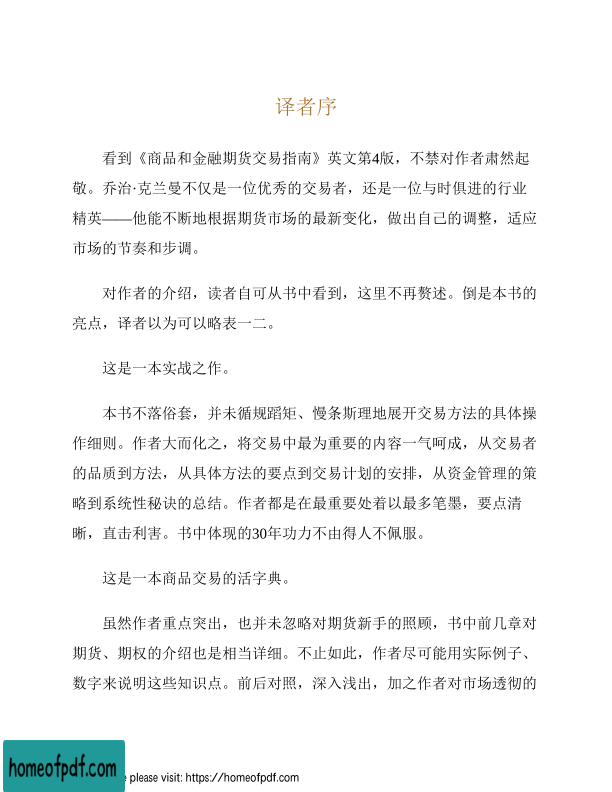 译者序
看到《商品和金融期货交易指南》英文第4版，不禁对作者肃然起
敬。乔治·克兰曼不仅是一位优秀的交易者，还是一位与时俱进的行业
精英——他能不断地根据期货市场的最新变化，做出自己的调整，适应
市场的节奏和步调。
对作者的介绍，读者自可从书中看到，这里不再赘述。倒是本书的
亮点，译者以为可以略表一二。
这是一本实战之作。
本书不落俗套，并未循规蹈矩、慢条斯理地展开交易方法的具体操
作细则。作者大而化之，将交易中最为重要的内容一气呵成，从交易者
的品质到方法，从具体方法的要点到交易计划的安排，从资金管理的策
略到系统性秘诀的总结。作者都是在最重要处着以最多笔墨，要点清
晰，直击利害。书中体现的30年功力不由得人不佩服。
这是一本商品交易的活字典。
虽然作者重点突出，也并未忽略对期货新手的照顾，书中前几章对
期货、期权的介绍也是相当详细。不止如此，作者尽可能用实际例子、
数字来说明这些知识点。前后对照，深入浅出，加之作者对市场透彻的
homeofpdf.com
e please visit: https://homeofpdf.com